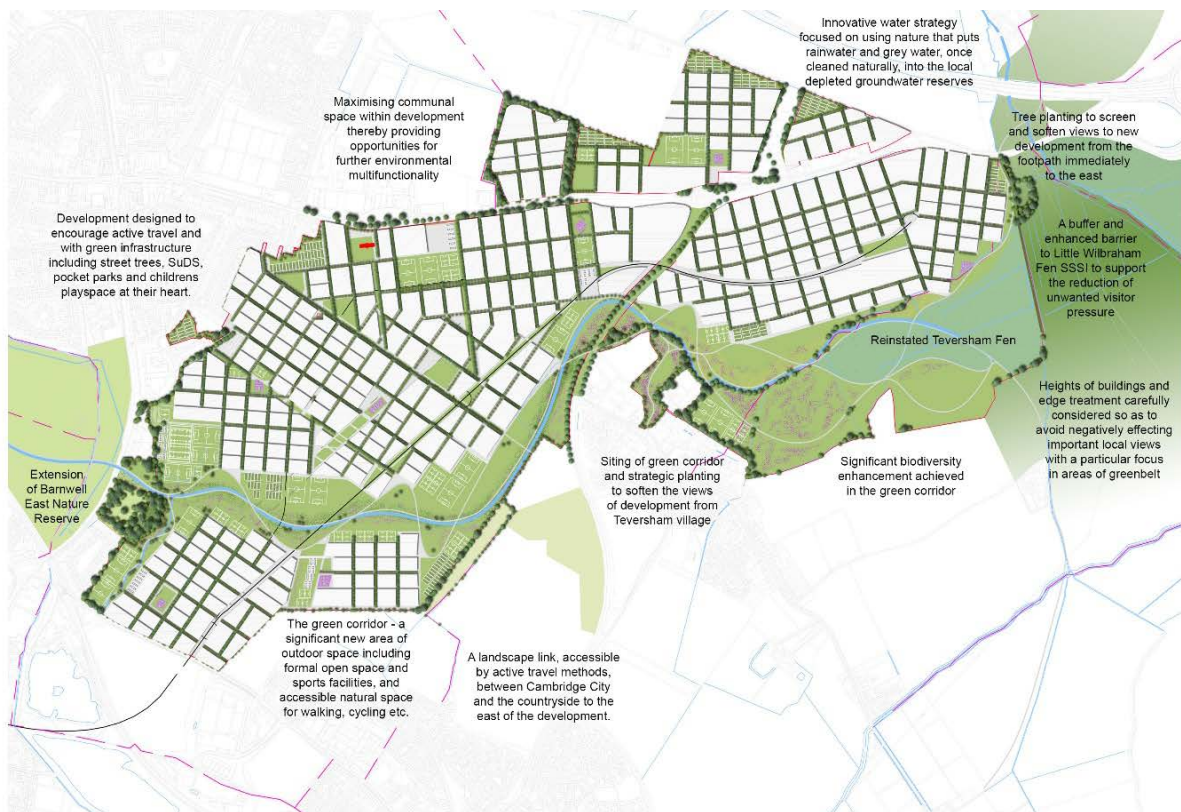 Innovative water strategy
focused on using nature that puts
rainwater and grey water, once
cleaned naturally, into the local
depleted groundwater reserves
Maximising communal
space within development
thereby providing
opportunities for
further environmental
multifunctionality
Tree planting to screen
and soften views to new
development from the
footpath immediately
to the east
Development designed to
encourage active travel and
with green infrastructure
including street trees, SuDS,
pocket parks and childrens
playspace at their heart.
A buffer and
enhanced barrier
to Little Wilbraham
Fen SSSI to support
the reduction of
unwanted visitor
pressure
Reinstated Teversham Fen
Heights of buildings and
edge treatment carefully
considered so as to
avoid negatively effecting
important local views
with a particular focus
in areas of greenbelt
Extension
of Barnwell
East Nature
Reserve
Siting of green corridor
and strategic planting
to soften the views
of development from
Teversham village
Significant biodiversity
enhancement achieved
in the green corridor
The green corridor - a
significant new area of
outdoor space including
formal open space and
sports facilities, and
accessible natural space
for walking, cycling etc.
A landscape link, accessible
by active travel methods,
between Cambridge City
and the countryside to the
east of the development.